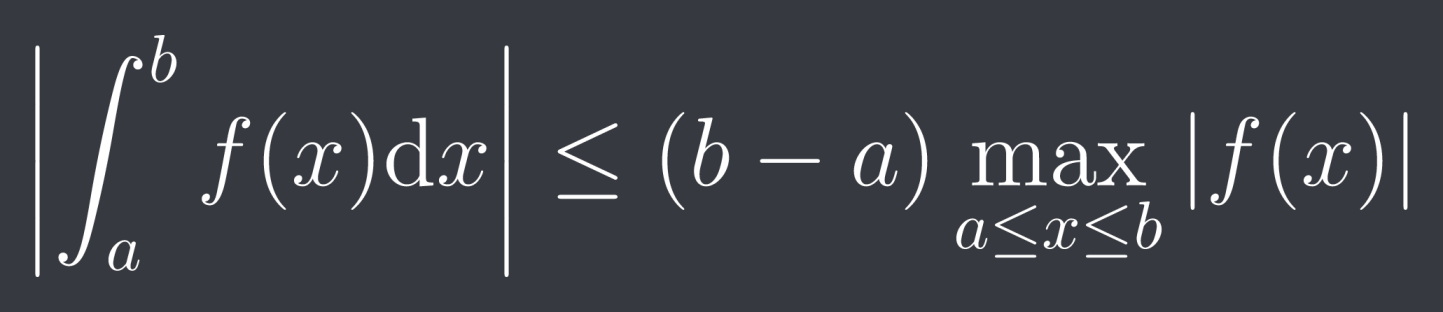 |∫_a^b f(x)dx| ≤ (b − a) max_{a≤x≤b} |f(x)|